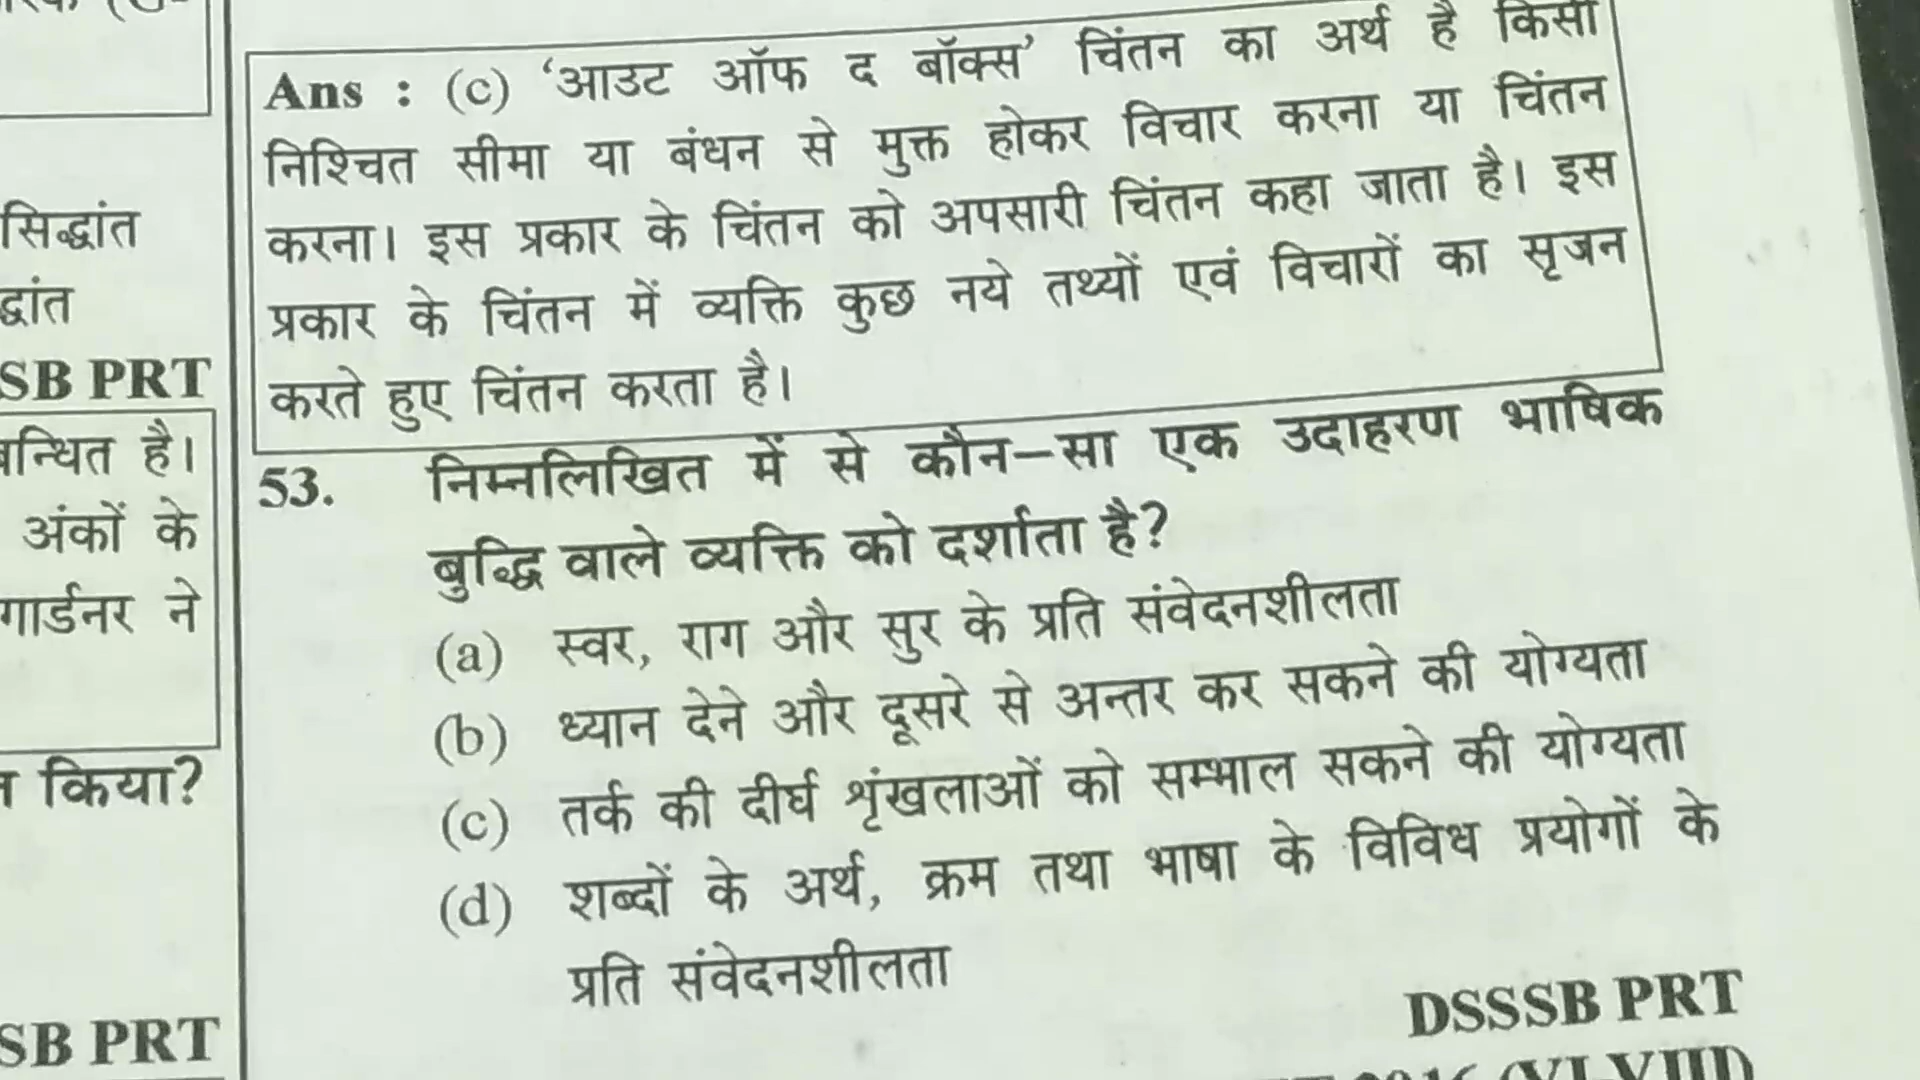 सिद्धांत
द्धांत
SB PRT
बन्धित है।
अंकों के
गार्डनर ने
किया?
SB PRT
Ans : (c) ‘आउट ऑफ द बॉक्स’ चिंतन का अर्थ है किसी
निश्चित सीमा या बंधन से मुक्त होकर विचार करना या चिंतन
करना। इस प्रकार के चिंतन को अपसारी चिंतन कहा जाता है। इस
प्रकार के चिंतन में व्यक्ति कुछ नये तथ्यों एवं विचारों का सृजन
करते हुए चिंतन करता है।
53. निम्नलिखित में से कौन–सा एक उदाहरण भाषिक
बुद्धि वाले व्यक्ति को दर्शाता है?
(a) स्वर, राग और सुर के प्रति संवेदनशीलता
(b) ध्यान देने और दूसरे से अन्तर कर सकने की योग्यता
(c) तर्क की दीर्घ शृंखलाओं को सम्भाल सकने की योग्यता
(d) शब्दों के अर्थ, क्रम तथा भाषा के विविध प्रयोगों के
प्रति संवेदनशीलता
DSSSB PRT
(VI-VIII)